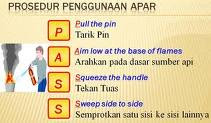 PROSEDUR PENGGUNAAN APAR
P
Pull the pin
Tarik Pin
A
Aim low at the base of flames
Arahkan pada dasar sumber api
S
Squeeze the handle
Tekan Tuas
S
Sweep side to side
Semprotkan satu sisi ke sisi lainnya